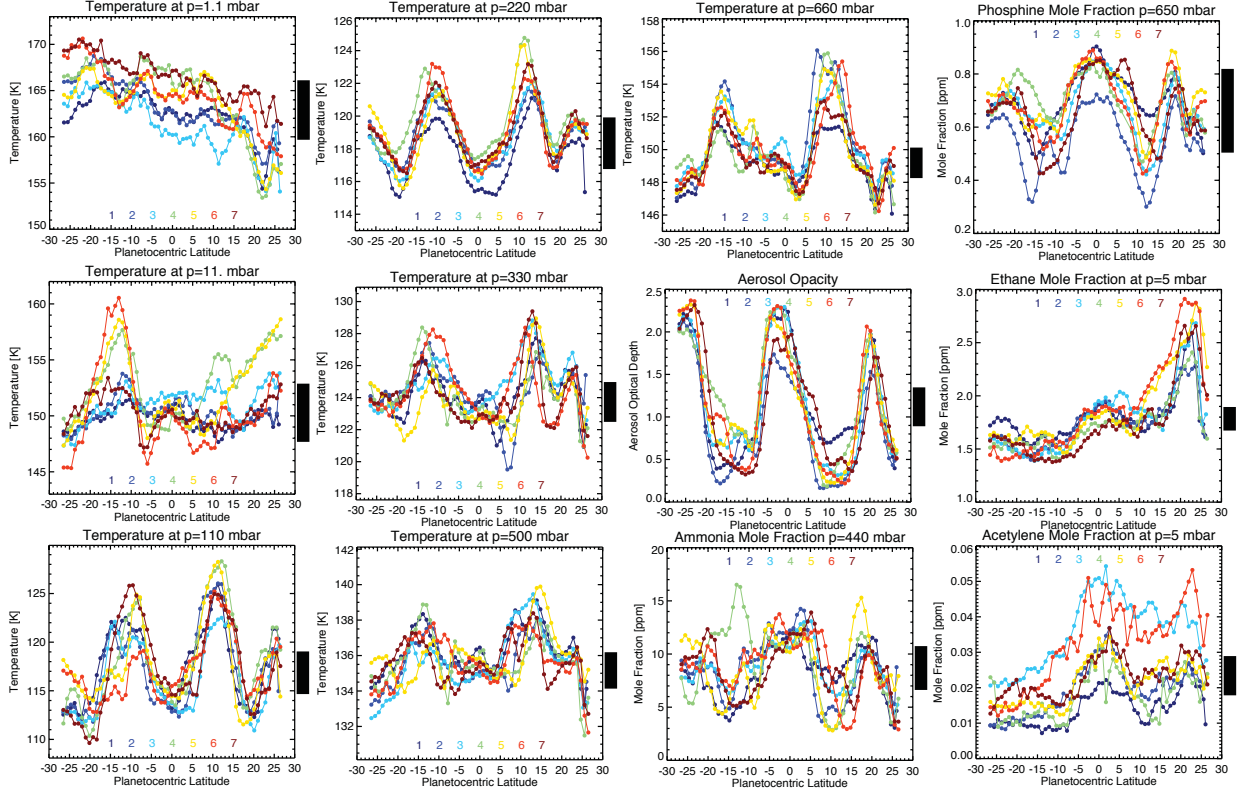 Temperature at p=1.1 mbar
Temperature [K]
170
165
160
155
150
1 2 3 4 5 6 7
-30 -25 -20 -15 -10 -5 0 5 10 15 20 25 30
Planetocentric Latitude
Temperature at p=220 mbar
Temperature [K]
126
124
122
120
118
116
114
1 2 3 4 5 6 7
-30 -25 -20 -15 -10 -5 0 5 10 15 20 25 30
Planetocentric Latitude
Temperature at p=660 mbar
Temperature [K]
158
156
154
152
150
148
146
1 2 3 4 5 6 7
-30 -25 -20 -15 -10 -5 0 5 10 15 20 25 30
Planetocentric Latitude
Phosphine Mole Fraction p=650 mbar
Mole Fraction [ppm]
1.0
0.8
0.6
0.4
0.2
1 2 3 4 5 6 7
-30 -25 -20 -15 -10 -5 0 5 10 15 20 25 30
Planetocentric Latitude
Temperature at p=11. mbar
Temperature [K]
160
155
150
145
1 2 3 4 5 6 7
-30 -25 -20 -15 -10 -5 0 5 10 15 20 25 30
Planetocentric Latitude
Temperature at p=330 mbar
Temperature [K]
130
128
126
124
122
120
118
1 2 3 4 5 6 7
-30 -25 -20 -15 -10 -5 0 5 10 15 20 25 30
Planetocentric Latitude
Aerosol Opacity
Aerosol Optical Depth
2.5
2.0
1.5
1.0
0.5
0.0
1 2 3 4 5 6 7
-30 -25 -20 -15 -10 -5 0 5 10 15 20 25 30
Planetocentric Latitude
Ethane Mole Fraction at p=5 mbar
Mole Fraction [ppm]
3.0
2.5
2.0
1.5
1.0
1 2 3 4 5 6 7
-30 -25 -20 -15 -10 -5 0 5 10 15 20 25 30
Planetocentric Latitude
Temperature at p=110 mbar
Temperature [K]
125
120
115
110
1 2 3 4 5 6 7
-30 -25 -20 -15 -10 -5 0 5 10 15 20 25 30
Planetocentric Latitude
Temperature at p=500 mbar
Temperature [K]
142
140
138
136
134
132
1 2 3 4 5 6 7
-30 -25 -20 -15 -10 -5 0 5 10 15 20 25 30
Planetocentric Latitude
Ammonia Mole Fraction p=440 mbar
Mole Fraction [ppm]
20
15
10
5
0
1 2 3 4 5 6 7
-30 -25 -20 -15 -10 -5 0 5 10 15 20 25 30
Planetocentric Latitude
Acetylene Mole Fraction at p=5 mbar
Mole Fraction [ppm]
0.06
0.05
0.04
0.03
0.02
0.01
0.00
1 2 3 4 5 6 7
-30 -25 -20 -15 -10 -5 0 5 10 15 20 25 30
Planetocentric Latitude